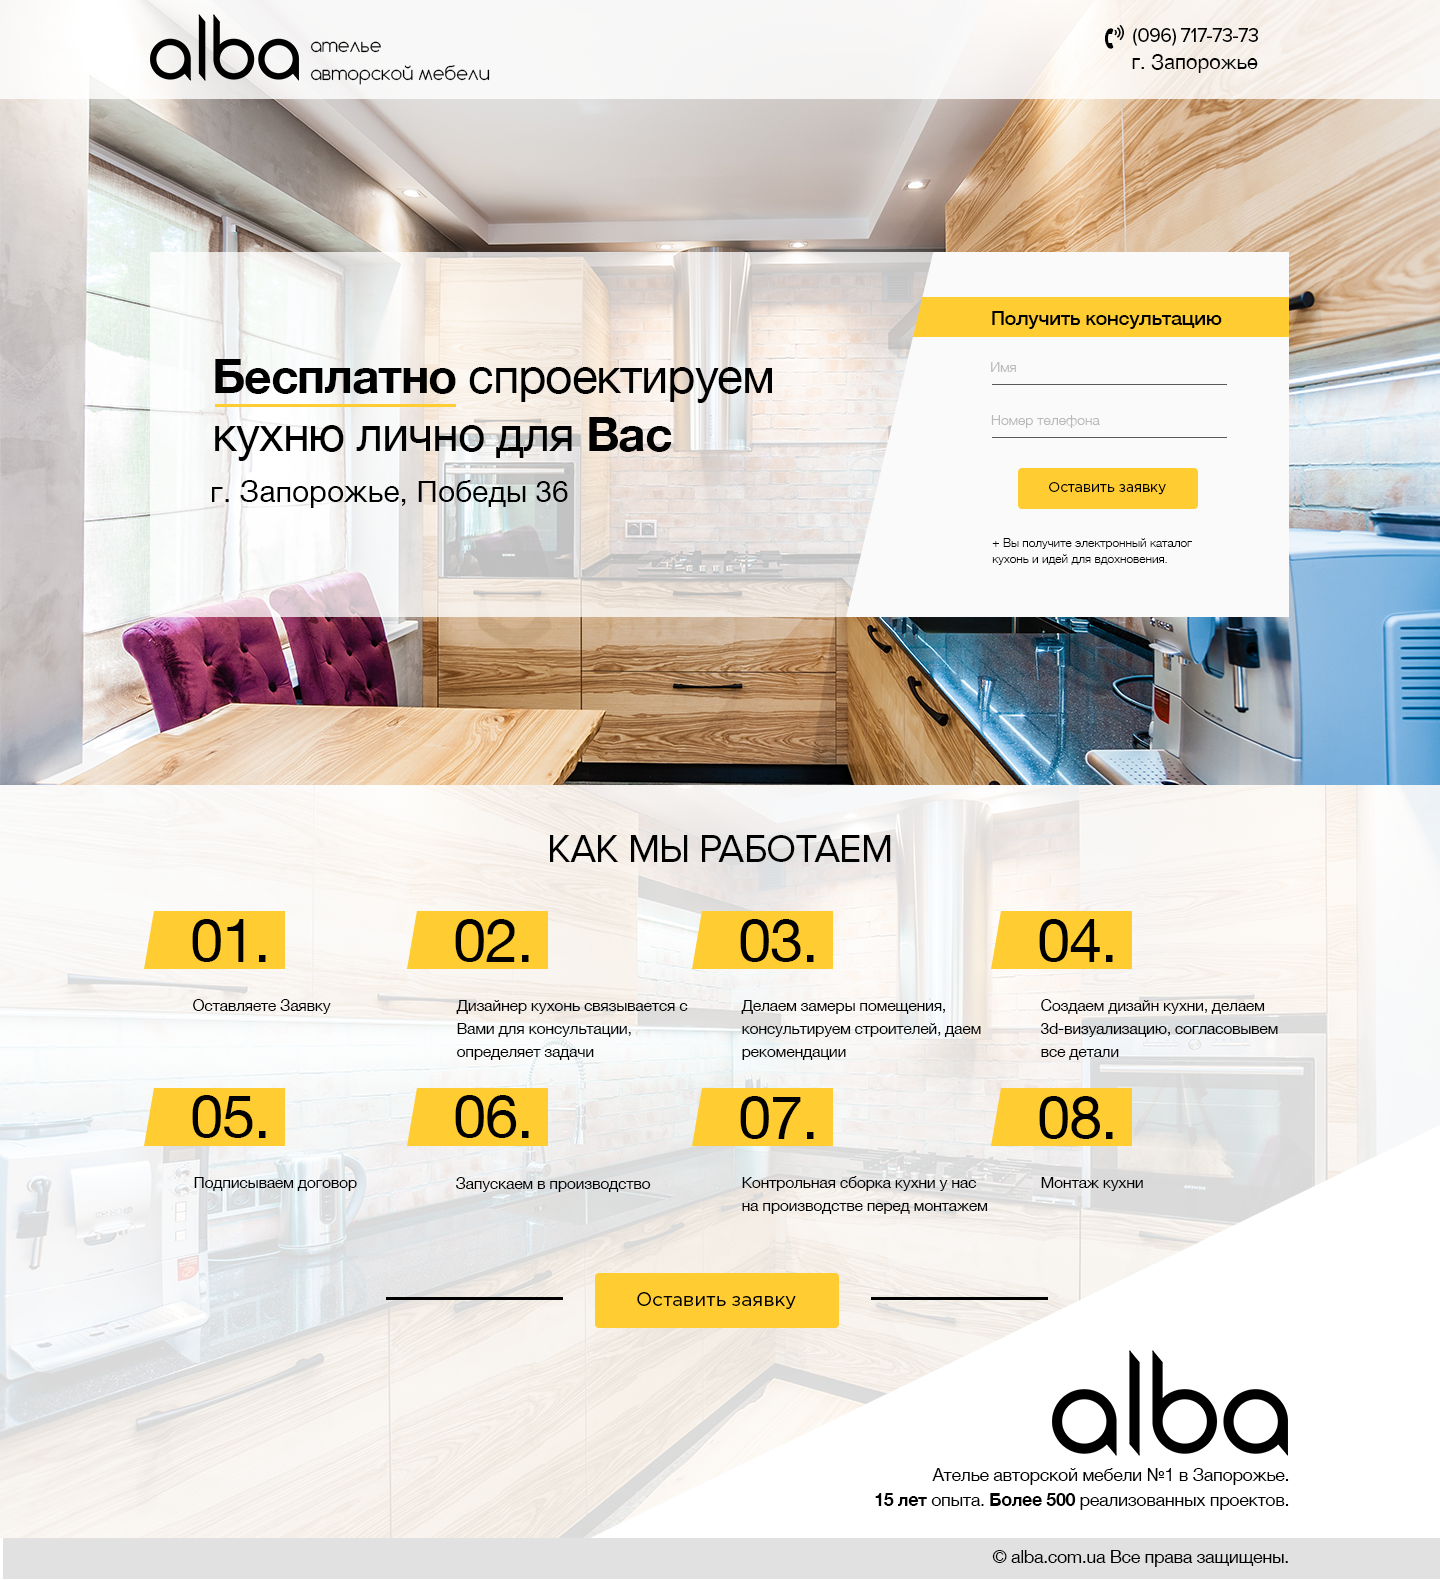 alba
ателье
авторской мебели
(096) 717-73-73
г. Запорожье
Бесплатно спроектируем
кухню лично для Вас
г. Запорожье, Победы 36
Получить консультацию
Имя
Номер телефона
Оставить заявку
+ Вы получите электронный каталог
кухонь и идей для вдохновения.
КАК МЫ РАБОТАЕМ
01.
Оставляете Заявку
02.
Дизайнер кухонь связывается с
Вами для консультации,
определяет задачи
03.
Делаем замеры помещения,
консультируем строителей, даем
рекомендации
04.
Создаем дизайн кухни, делаем
3d-визуализацию, согласовывем
все детали
05.
Подписываем договор
06.
Запускаем в производство
07.
Контрольная сборка кухни у нас
на производстве перед монтажем
08.
Монтаж кухни
Оставить заявку
alba
Ателье авторской мебели №1 в Запорожье.
15 лет опыта. Более 500 реализованных проектов.
© alba.com.ua Все права защищены.